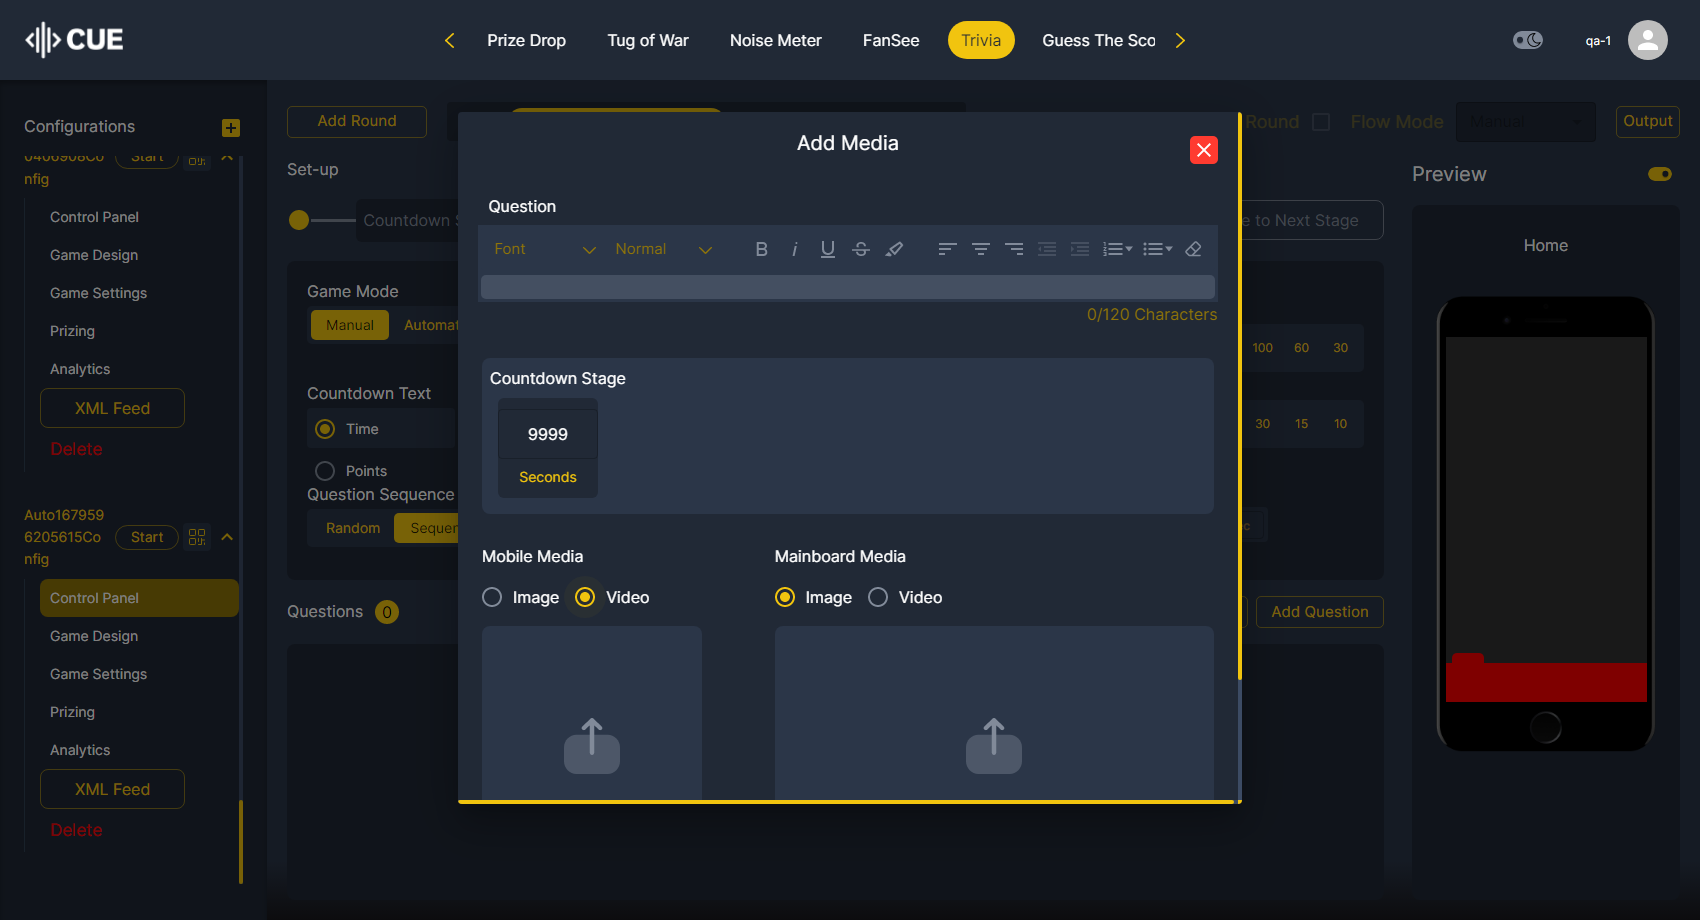 CUE
Prize Drop
Tug of War
Noise Meter
FanSee
Trivia
Guess The Sco
qa-1
Configurations
0406908Co
nfig
Start
Control Panel
Game Design
Game Settings
Prizing
Analytics
XML Feed
Delete
Auto167959
6205615Co
nfig
Start
Control Panel
Game Design
Game Settings
Prizing
Analytics
XML Feed
Delete
Add Round
Round
Flow Mode
Manual
Output
Set-up
Countdown S
e to Next Stage
Game Mode
Manual
Automat
100
60
30
Countdown Text
Time
Points
30
15
10
Question Sequence
Random
Sequen
c
Questions
0
Add Question
Add Media
Question
Font
Normal
0/120 Characters
Countdown Stage
9999
Seconds
Mobile Media
Image
Video
Mainboard Media
Image
Video
Preview
Home